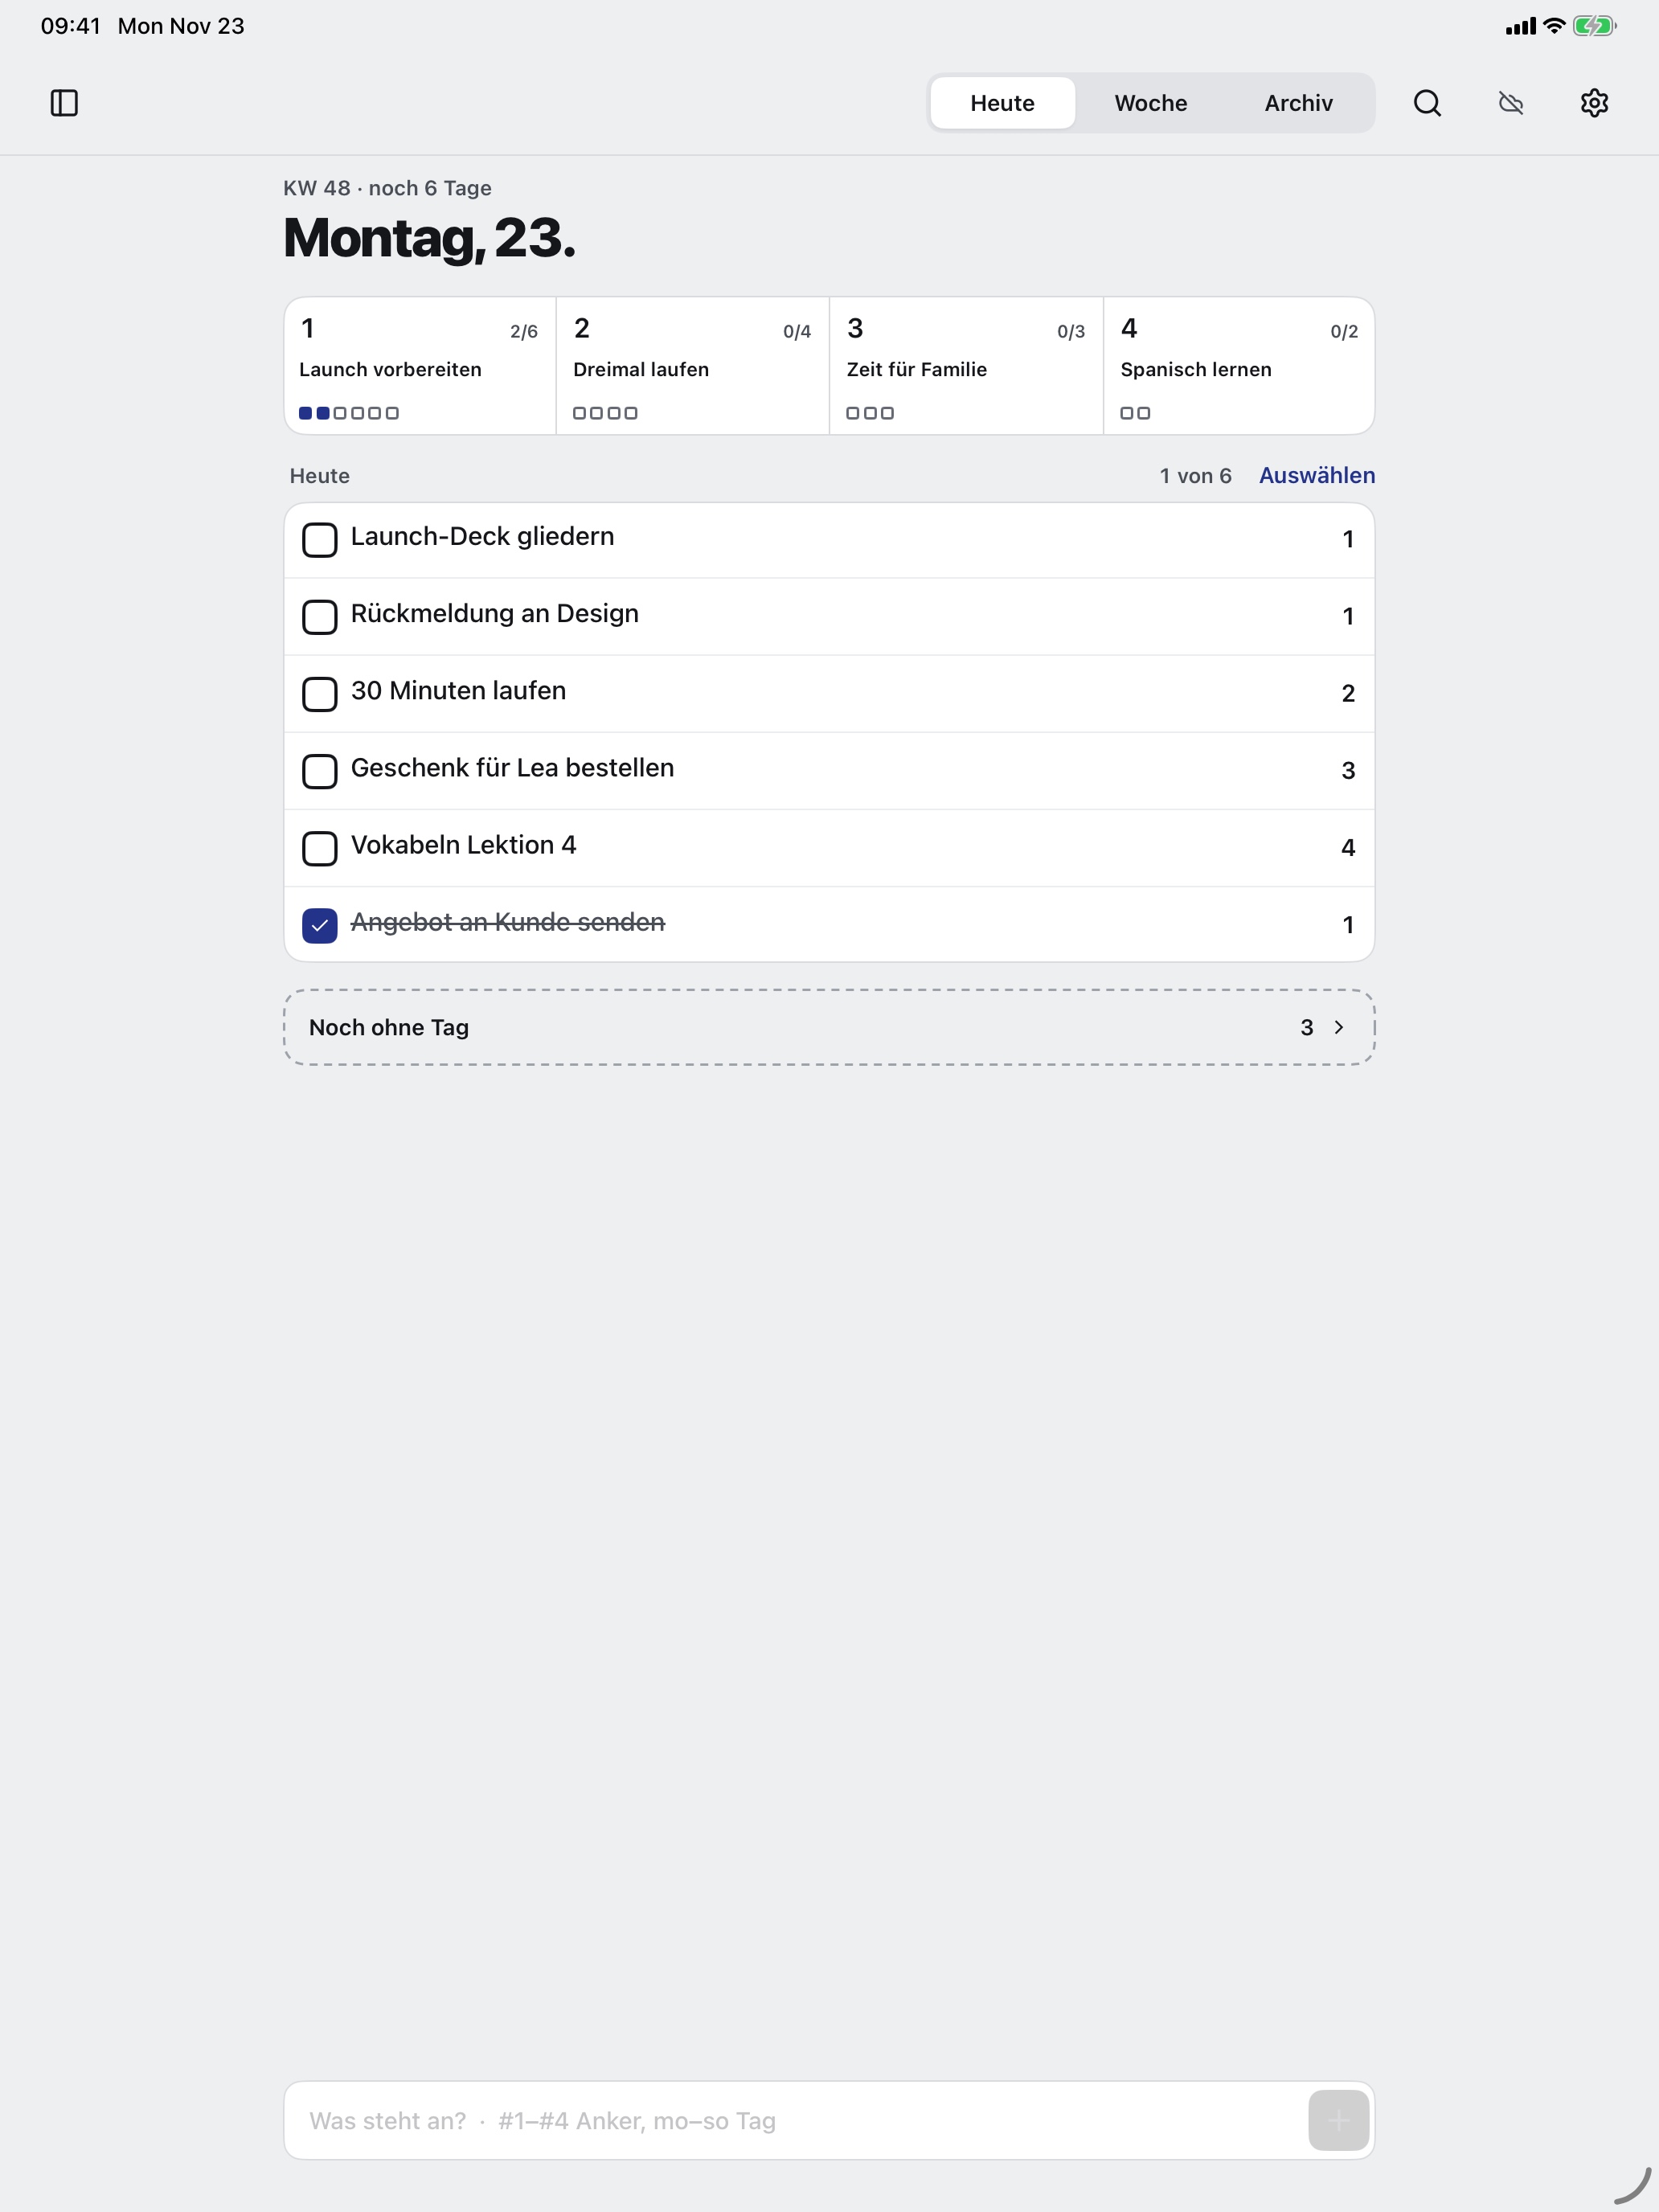 09:41 Mon Nov 23
Heute Woche Archiv
KW 48 · noch 6 Tage
Montag, 23.
1 2/6 2 0/4 3 0/3 4 0/2
Launch vorbereiten Dreimal laufen Zeit für Familie Spanisch lernen
Heute 1 von 6 Auswählen
Launch-Deck gliedern 1
Rückmeldung an Design 1
30 Minuten laufen 2
Geschenk für Lea bestellen 3
Vokabeln Lektion 4 4
Angebot an Kunde senden 1
Noch ohne Tag 3
Was steht an? · #1–#4 Anker, mo–so Tag